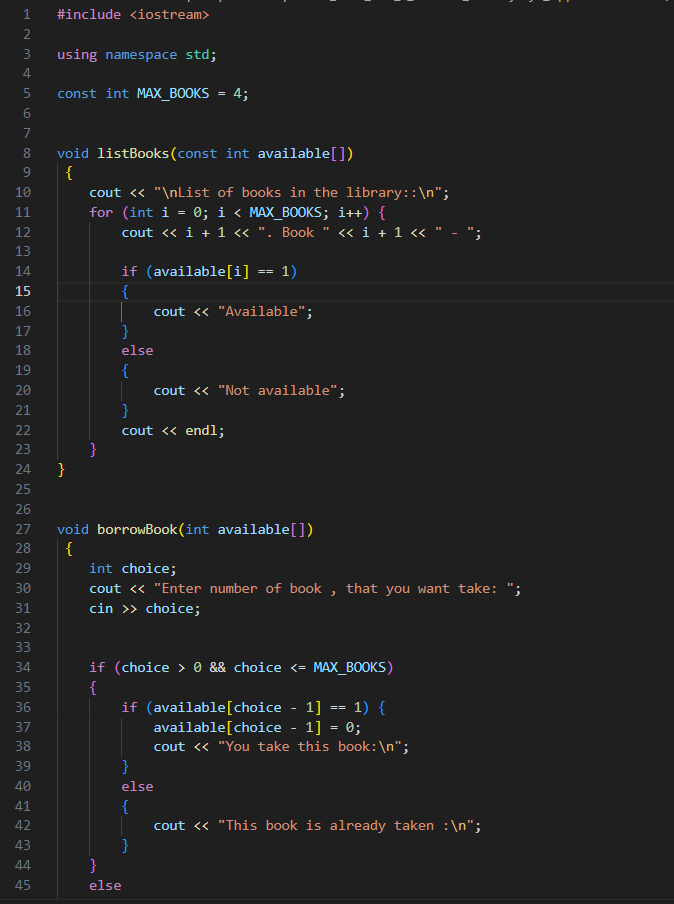 1 #include <iostream>
2
3 using namespace std;
4
5 const int MAX_BOOKS = 4;
6
7
8 void listBooks(const int available[])
9 {
10 cout << "\nList of books in the library::\n";
11 for (int i = 0; i < MAX_BOOKS; i++) {
12 cout << i + 1 << ". Book " << i + 1 << " - ";
13
14 if (available[i] == 1)
15 {
16 cout << "Available";
17 }
18 else
19 {
20 cout << "Not available";
21 }
22 cout << endl;
23 }
24 }
25
26
27 void borrowBook(int available[])
28 {
29 int choice;
30 cout << "Enter number of book , that you want take: ";
31 cin >> choice;
32
33
34 if (choice > 0 && choice <= MAX_BOOKS)
35 {
36 if (available[choice - 1] == 1) {
37 available[choice - 1] = 0;
38 cout << "You take this book:\n";
39 }
40 else
41 {
42 cout << "This book is already taken :\n";
43 }
44 }
45 else